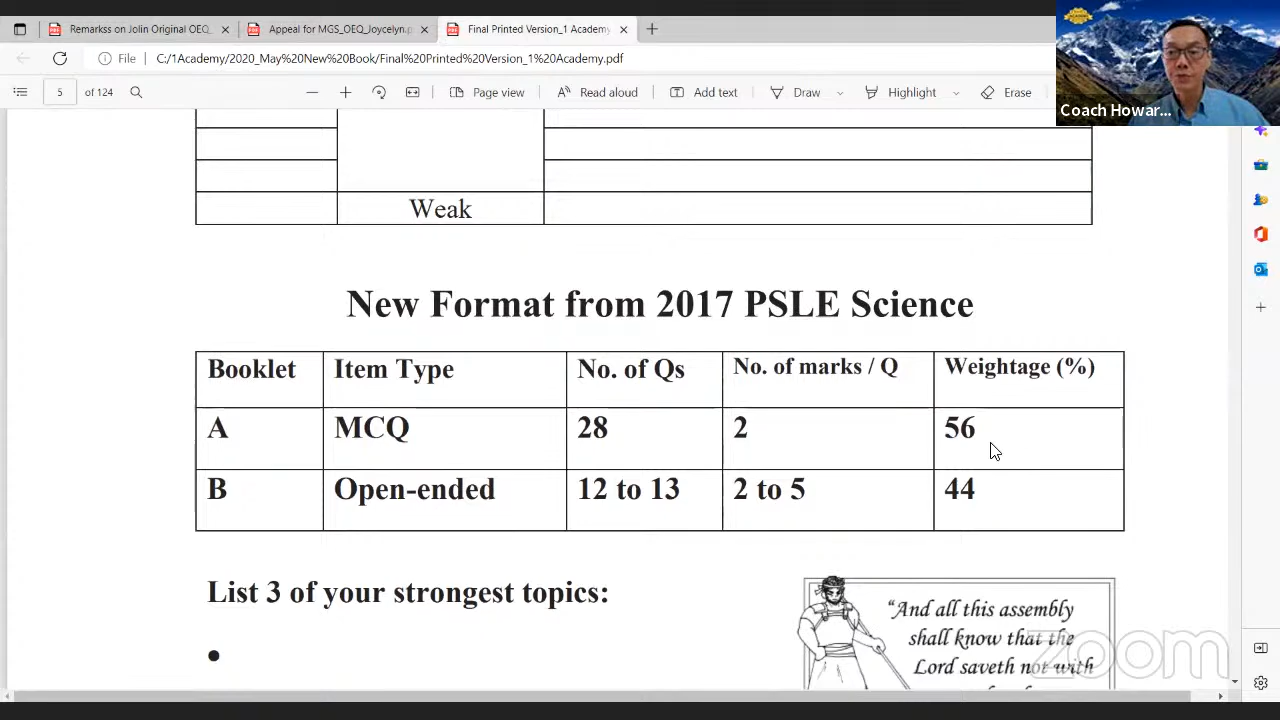 Remarkss on Jolin Original OEQ_
Appeal for MGS_OEQ_Joycelyn.p
Final Printed Version_1 Academy
File C:/1Academy/2020_May%20New%20Book/Final%20Printed%20Version_1%20Academy.pdf
5 of 124
Page view
Read aloud
Add text
Draw
Highlight
Erase
Coach Howar...
Weak
New Format from 2017 PSLE Science
Booklet Item Type No. of Qs No. of marks / Q Weightage (%)
A MCQ 28 2 56
B Open-ended 12 to 13 2 to 5 44
List 3 of your strongest topics:
“And all this assembly
shall know that the
Lord saveth not with
zoom